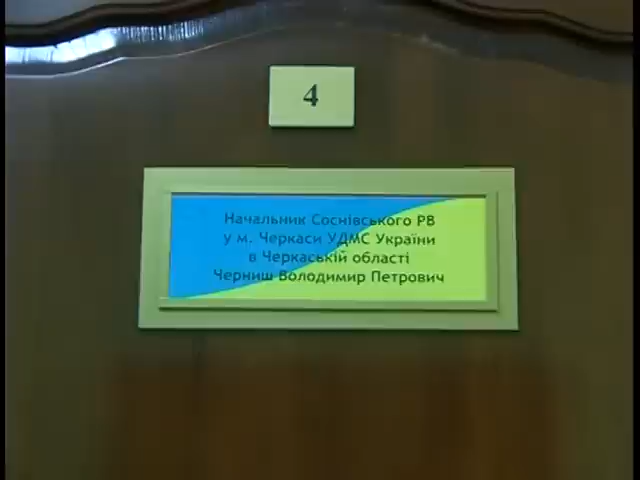 4
Начальник Соснівського РВ
у м. Черкаси УДМС України
в Черкаській області
Черниш Володимир Петрович